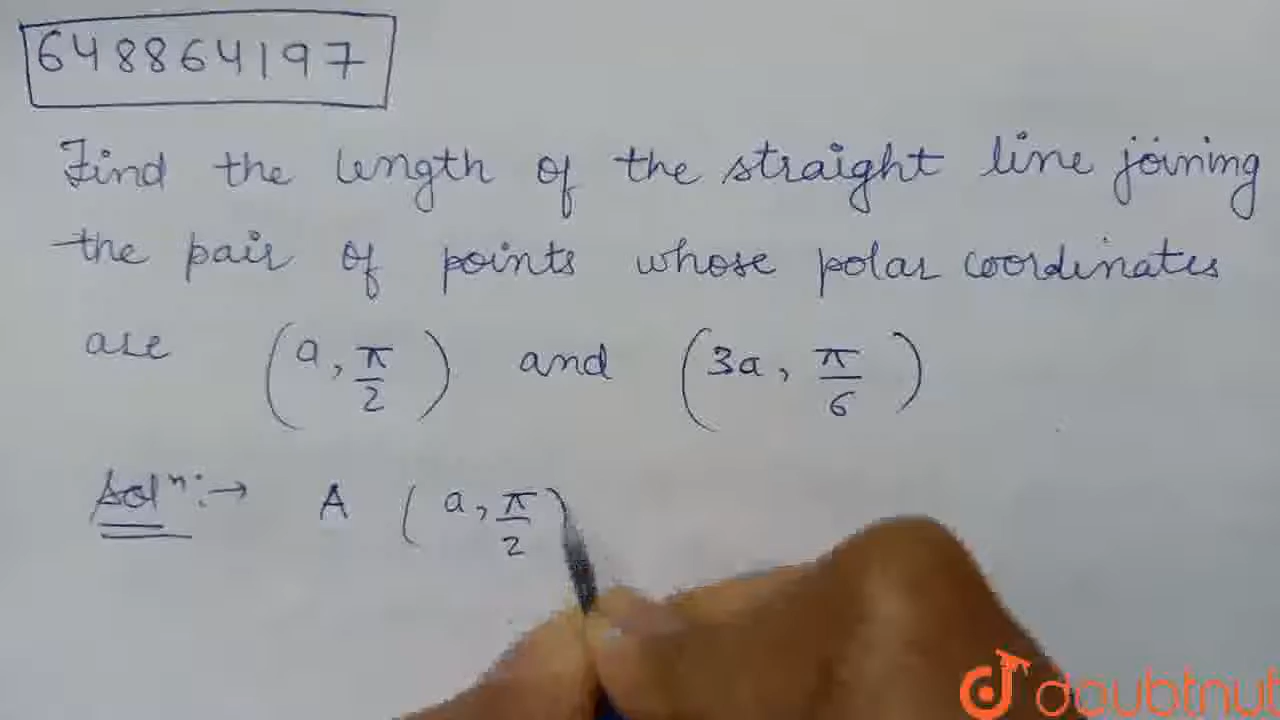 648864197
Find the length of the straight line joining
the pair of points whose polar coordinates
are (a, π/2) and (3a, π/6)
Solⁿ:→ A (a, π/2)
doubtnut